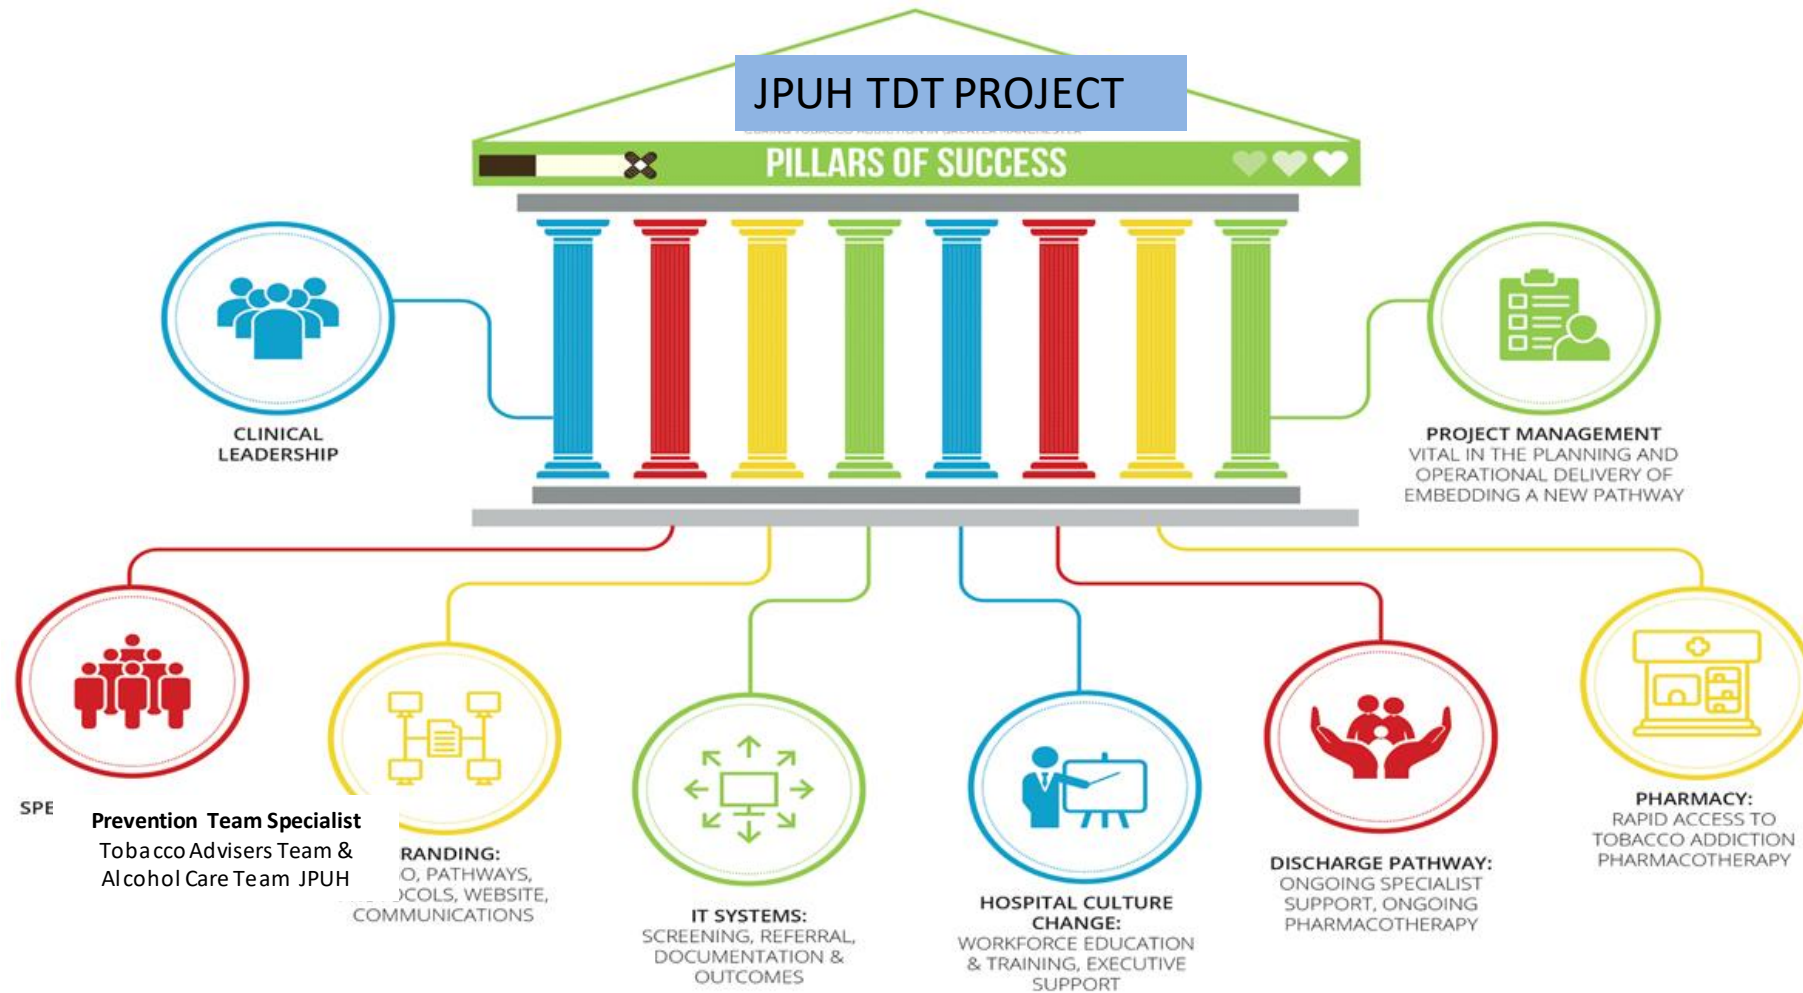 JPUH TDT PROJECT
PILLARS OF SUCCESS
CLINICAL
LEADERSHIP
PROJECT MANAGEMENT
VITAL IN THE PLANNING AND
OPERATIONAL DELIVERY OF
EMBEDDING A NEW PATHWAY
SPE
Prevention Team Specialist
Tobacco Advisers Team &
Alcohol Care Team JPUH
RANDING:
O, PATHWAYS,
OCOLS, WEBSITE,
COMMUNICATIONS
IT SYSTEMS:
SCREENING, REFERRAL,
DOCUMENTATION &
OUTCOMES
HOSPITAL CULTURE
CHANGE:
WORKFORCE EDUCATION
& TRAINING, EXECUTIVE
SUPPORT
DISCHARGE PATHWAY:
ONGOING SPECIALIST
SUPPORT, ONGOING
PHARMACOTHERAPY
PHARMACY:
RAPID ACCESS TO
TOBACCO ADDICTION
PHARMACOTHERAPY